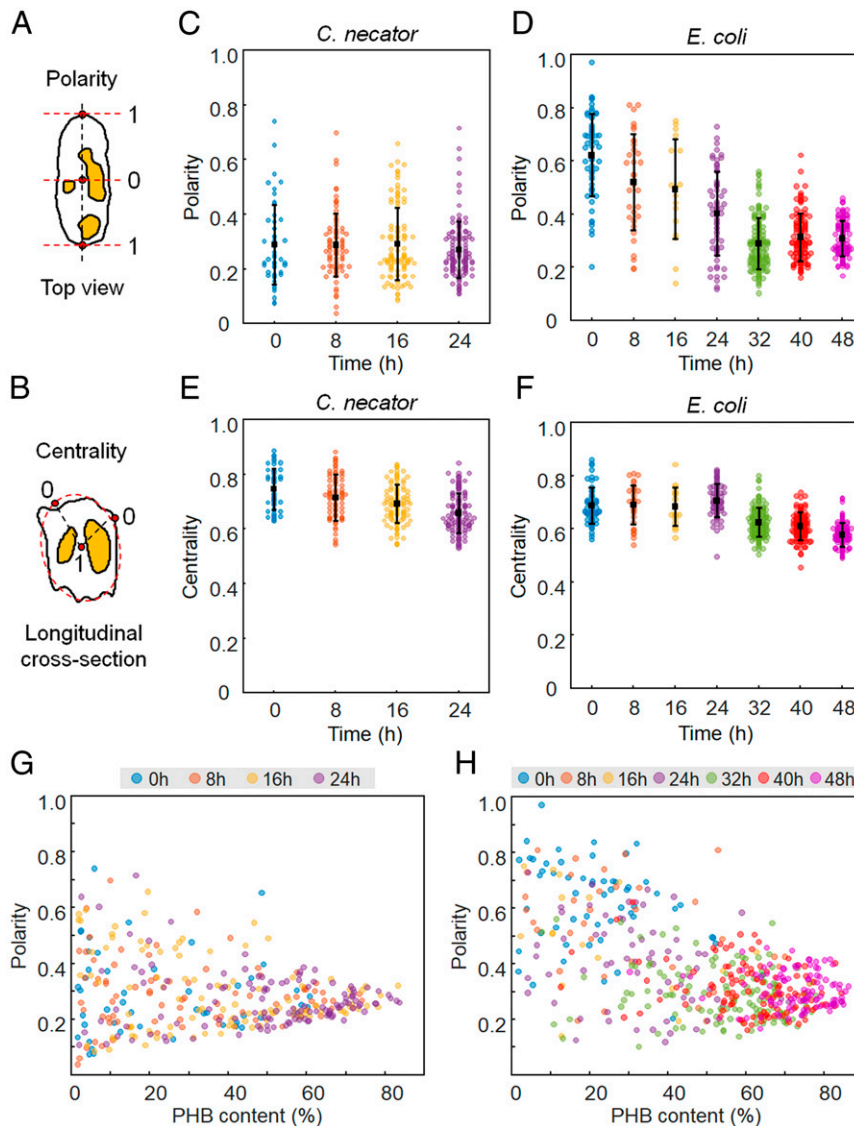 A
Polarity
1
0
1
Top view
C
C. necator
Polarity
1.0
0.8
0.6
0.4
0.2
0
0 8 16 24
Time (h)
D
E. coli
Polarity
1.0
0.8
0.6
0.4
0.2
0
0 8 16 24 32 40 48
Time (h)
B
Centrality
0
0
1
Longitudinal
cross-section
E
C. necator
Centrality
1.0
0.8
0.6
0.4
0.2
0
0 8 16 24
Time (h)
F
E. coli
Centrality
1.0
0.8
0.6
0.4
0.2
0
0 8 16 24 32 40 48
Time (h)
G
0h 8h 16h 24h
Polarity
1.0
0.8
0.6
0.4
0.2
0 20 40 60 80
PHB content (%)
H
0h 8h 16h 24h 32h 40h 48h
Polarity
1.0
0.8
0.6
0.4
0.2
0 20 40 60 80
PHB content (%)